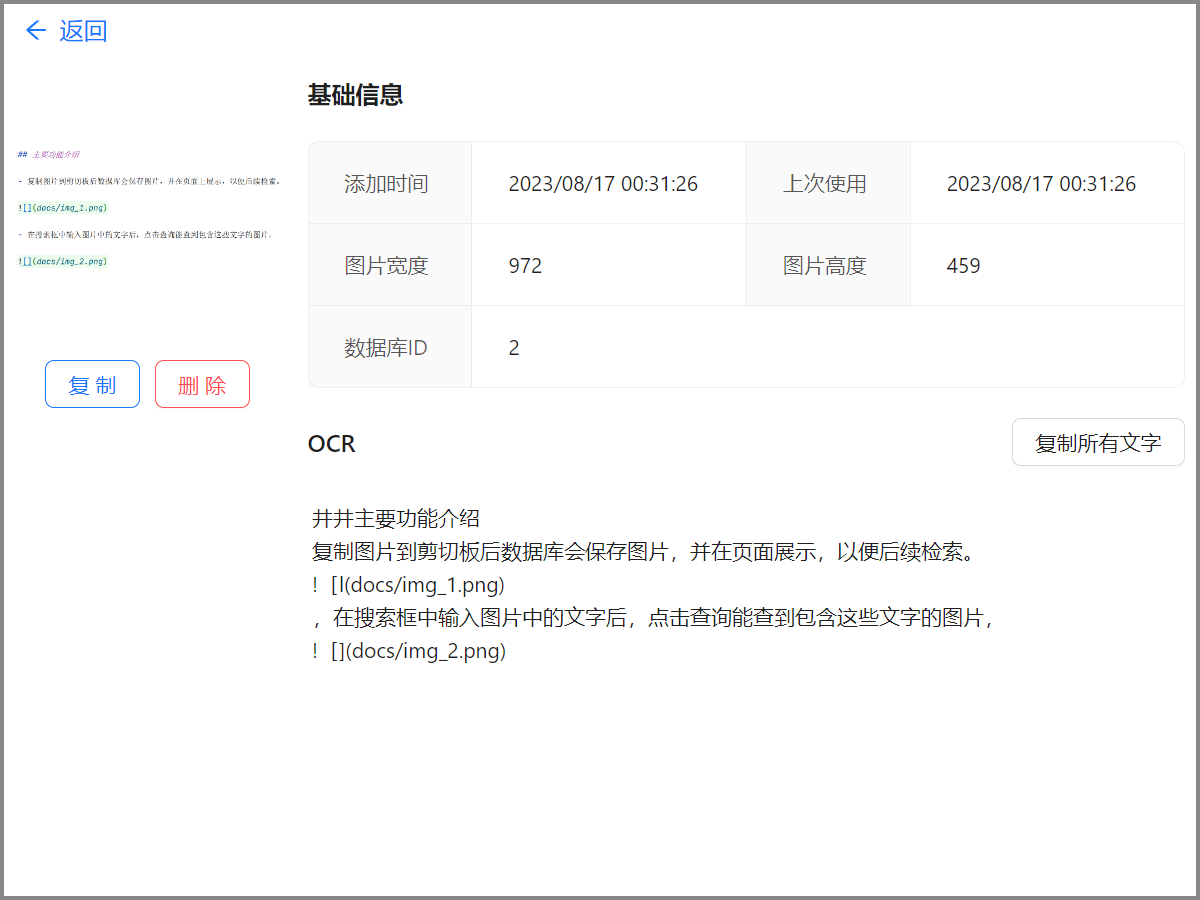 ← 返回
## 主要功能介绍
- 复制图片到剪切板后数据库会保存图片，并在页面上展示，以便后续检索。
![](docs/img_1.png)
- 在搜索框中输入图片中的文字后，点击查询能查到包含这些文字的图片。
![](docs/img_2.png)
复制 删除
基础信息
添加时间 2023/08/17 00:31:26 上次使用 2023/08/17 00:31:26
图片宽度 972 图片高度 459
数据库ID 2
OCR 复制所有文字
井井主要功能介绍
复制图片到剪切板后数据库会保存图片，并在页面展示，以便后续检索。
！[l(docs/img_1.png)
，在搜索框中输入图片中的文字后，点击查询能查到包含这些文字的图片，
！[](docs/img_2.png)